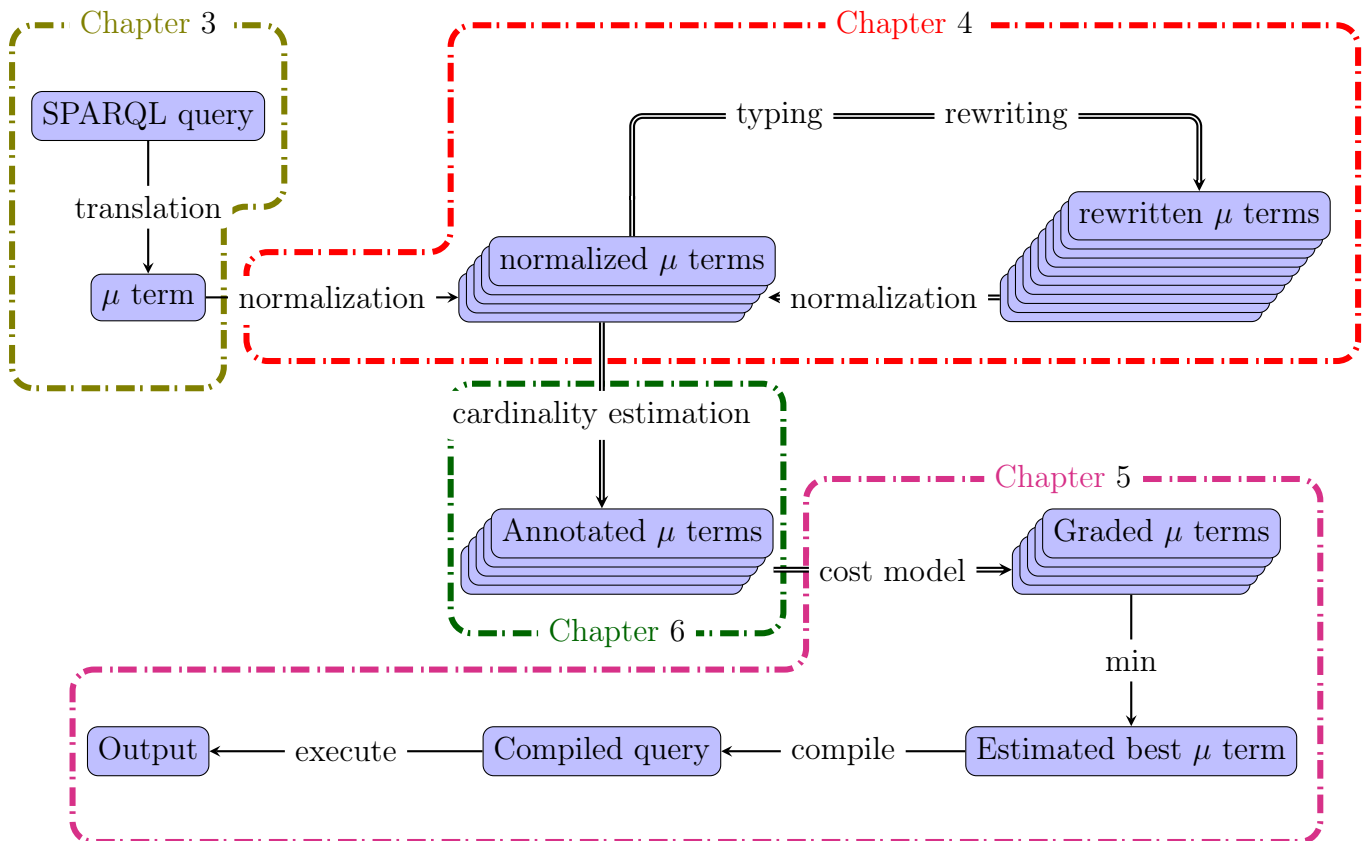 Chapter 3
Chapter 4
SPARQL query
typing
rewriting
translation
rewritten μ terms
normalized μ terms
μ term
normalization
normalization
cardinality estimation
Chapter 5
Annotated μ terms
Graded μ terms
cost model
Chapter 6
min
Output
execute
Compiled query
compile
Estimated best μ term